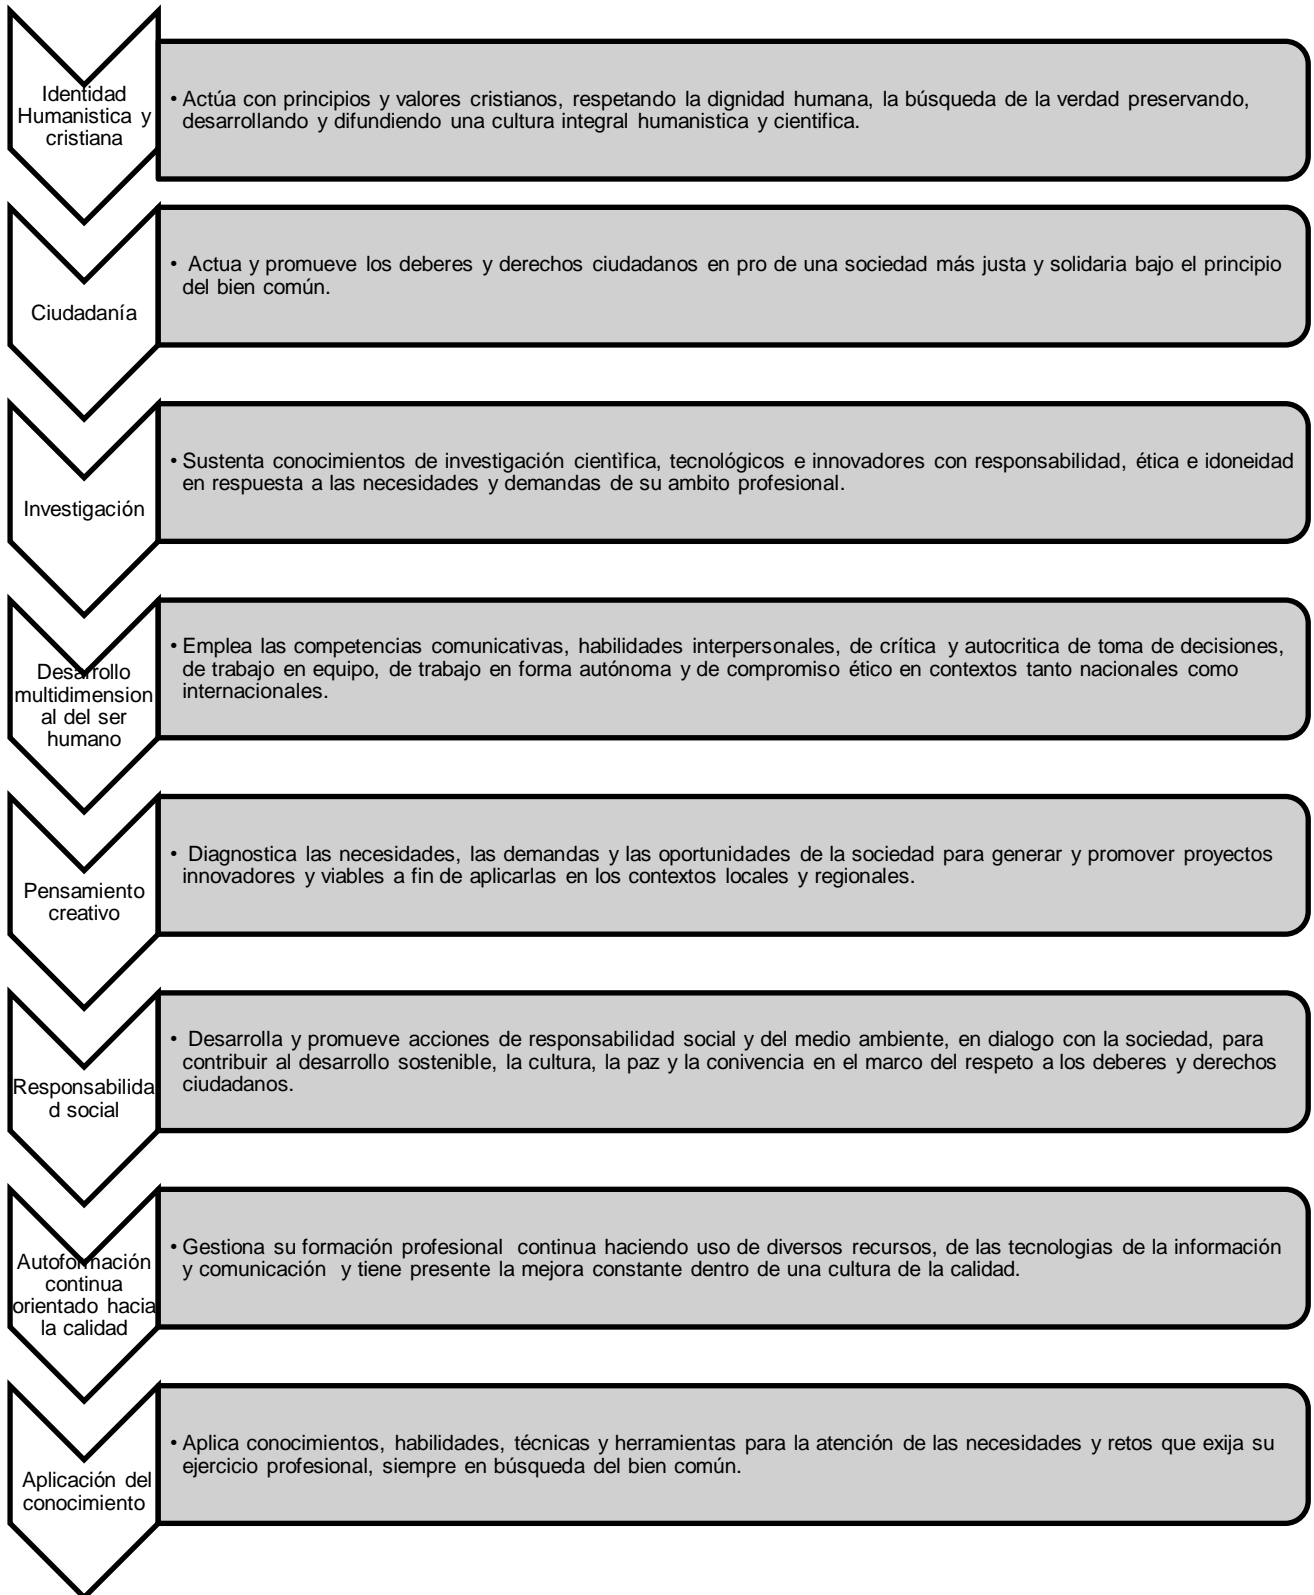 Identidad
Humanistica y
cristiana
• Actúa con principios y valores cristianos, respetando la dignidad humana, la búsqueda de la verdad preservando,
desarrollando y difundiendo una cultura integral humanistica y cientifica.
Ciudadanía
• Actua y promueve los deberes y derechos ciudadanos en pro de una sociedad más justa y solidaria bajo el principio
del bien común.
Investigación
• Sustenta conocimientos de investigación cientìfica, tecnológicos e innovadores con responsabilidad, ética e idoneidad
en respuesta a las necesidades y demandas de su ambito profesional.
Desarrollo
multidimension
al del ser
humano
• Emplea las competencias comunicativas, habilidades interpersonales, de crítica y autocritica de toma de decisiones,
de trabajo en equipo, de trabajo en forma autónoma y de compromiso ético en contextos tanto nacionales como
internacionales.
Pensamiento
creativo
• Diagnostica las necesidades, las demandas y las oportunidades de la sociedad para generar y promover proyectos
innovadores y viables a fin de aplicarlas en los contextos locales y regionales.
Responsabilida
d social
• Desarrolla y promueve acciones de responsabilidad social y del medio ambiente, en dialogo con la sociedad, para
contribuir al desarrollo sostenible, la cultura, la paz y la conivencia en el marco del respeto a los deberes y derechos
ciudadanos.
Autoformación
continua
orientado hacia
la calidad
• Gestiona su formación profesional continua haciendo uso de diversos recursos, de las tecnologias de la información
y comunicación y tiene presente la mejora constante dentro de una cultura de la calidad.
Aplicación del
conocimiento
• Aplica conocimientos, habilidades, técnicas y herramientas para la atención de las necesidades y retos que exija su
ejercicio profesional, siempre en búsqueda del bien común.